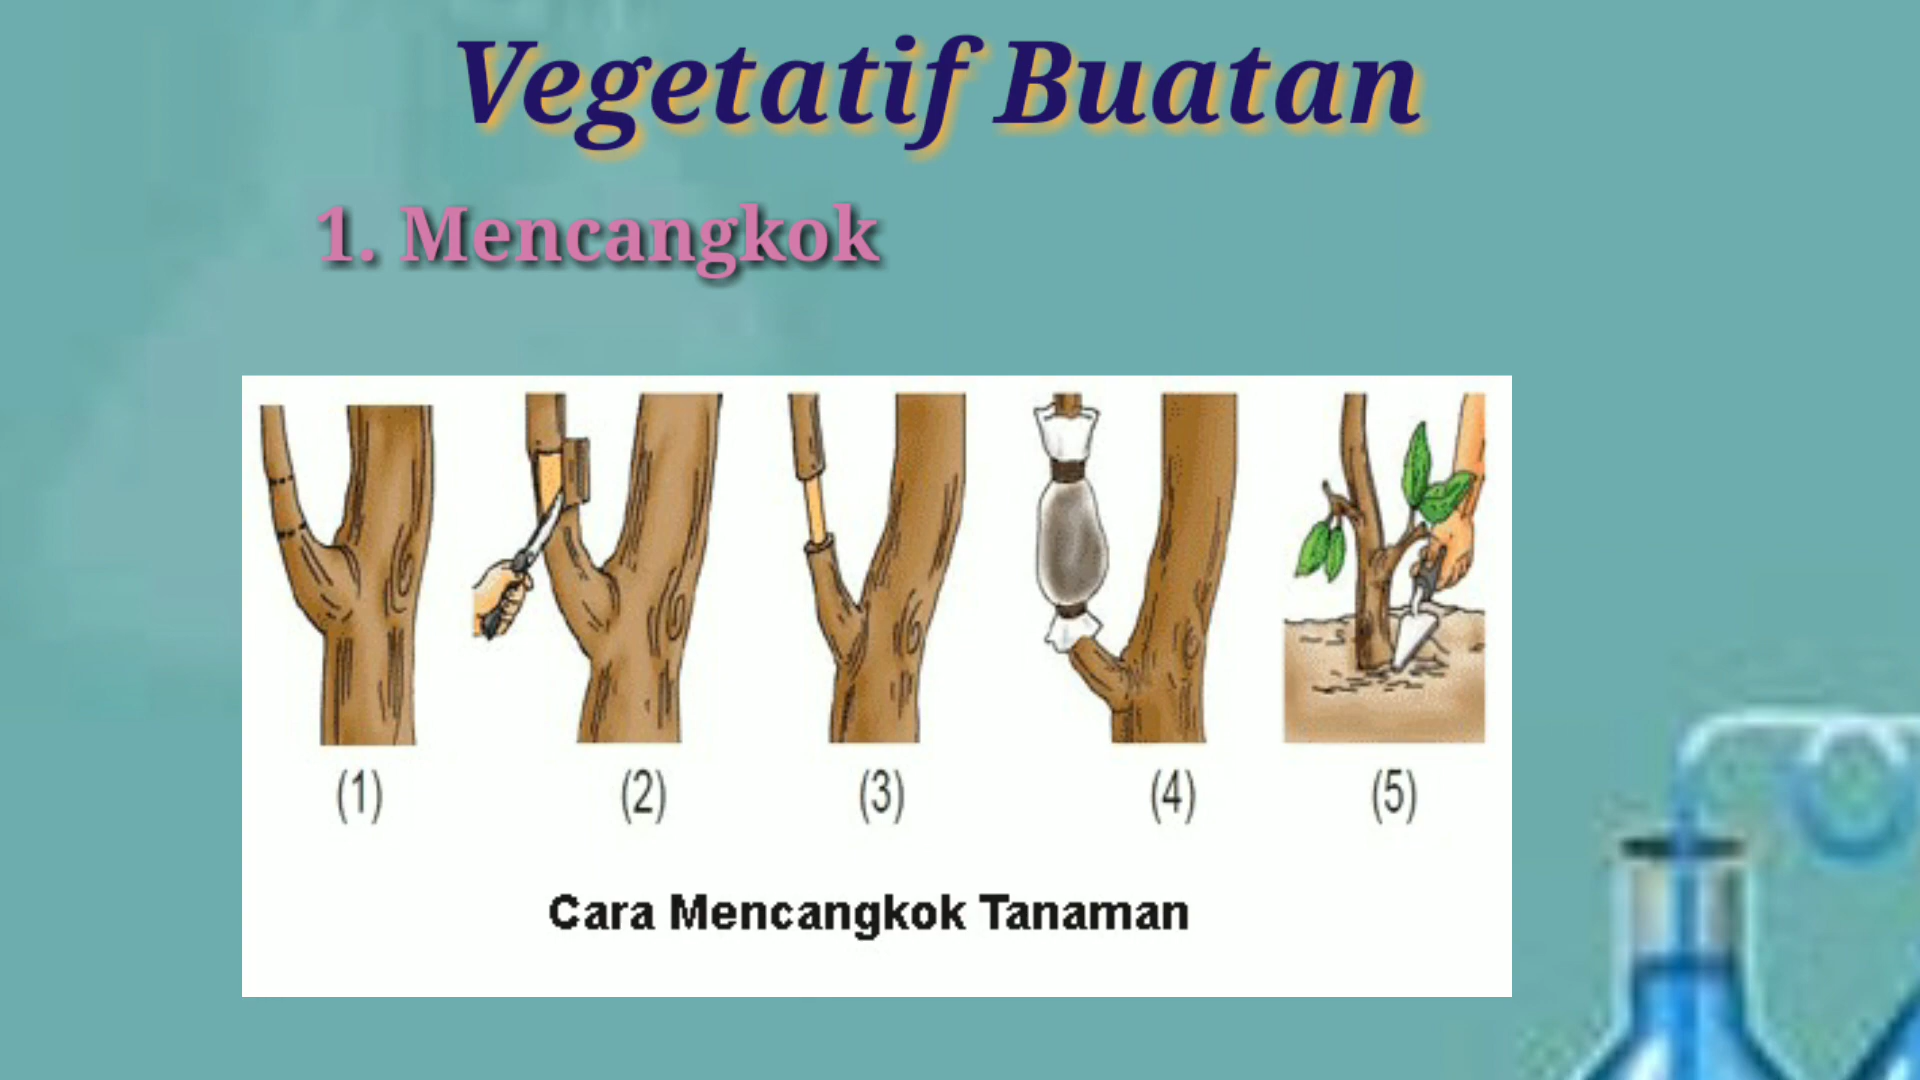 Vegetatif Buatan
1. Mencangkok
(1) (2) (3) (4) (5)
Cara Mencangkok Tanaman